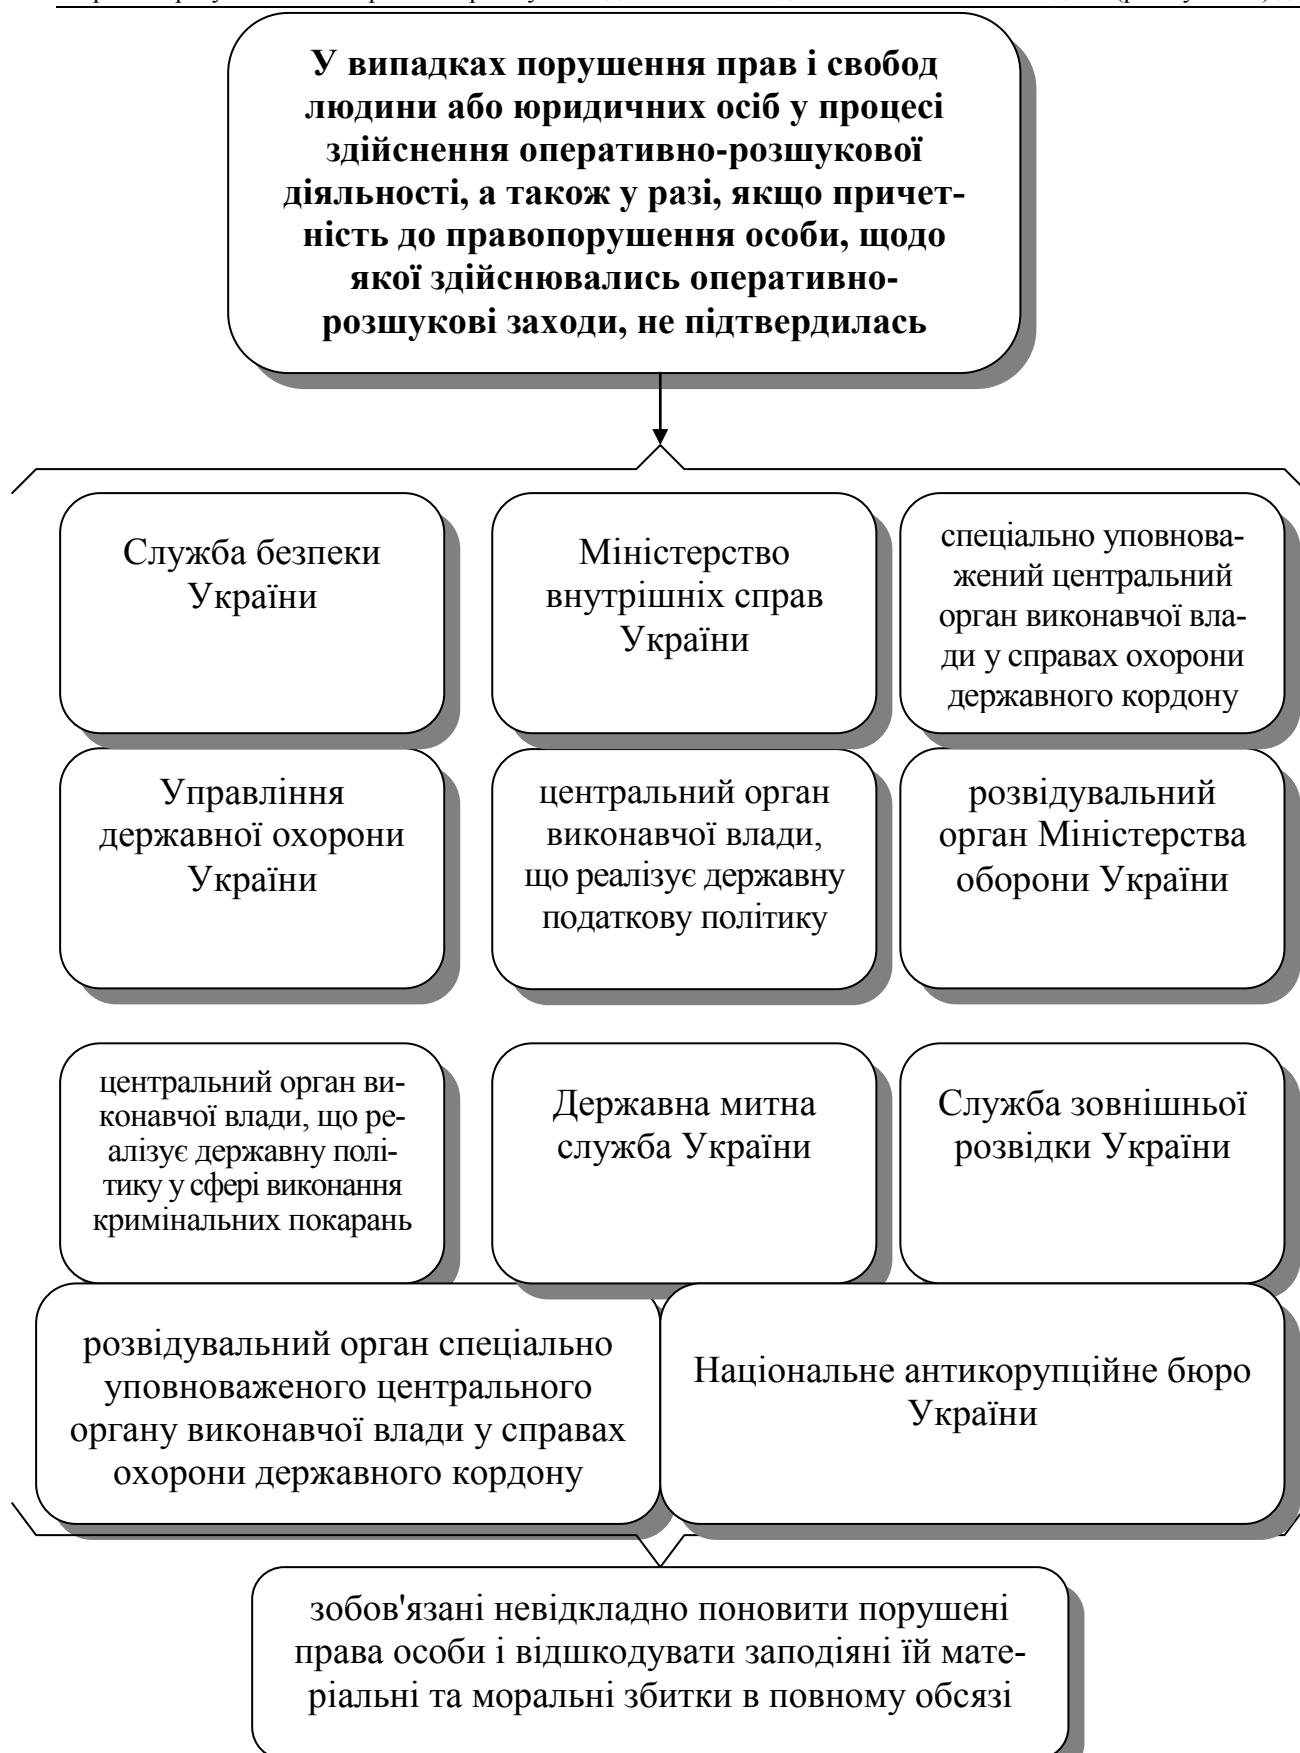 У випадках порушення прав і свобод
людини або юридичних осіб у процесі
здійснення оперативно-розшукової
діяльності, а також у разі, якщо причет-
ність до правопорушення особи, щодо
якої здійснювались оперативно-
розшукові заходи, не підтвердилась
Служба безпеки
України
Міністерство
внутрішніх справ
України
спеціально уповнова-
жений центральний
орган виконавчої вла-
ди у справах охорони
державного кордону
Управління
державної охорони
України
центральний орган
виконавчої влади,
що реалізує державну
податкову політику
розвідувальний
орган Міністерства
оборони України
центральний орган ви-
конавчої влади, що ре-
алізує державну полі-
тику у сфері виконання
кримінальних покарань
Державна митна
служба України
Служба зовнішньої
розвідки України
розвідувальний орган спеціально
уповноваженого центрального
органу виконавчої влади у справах
охорони державного кордону
Національне антикорупційне бюро
України
зобов'язані невідкладно поновити порушені
права особи і відшкодувати заподіяні їй мате-
ріальні та моральні збитки в повному обсязі